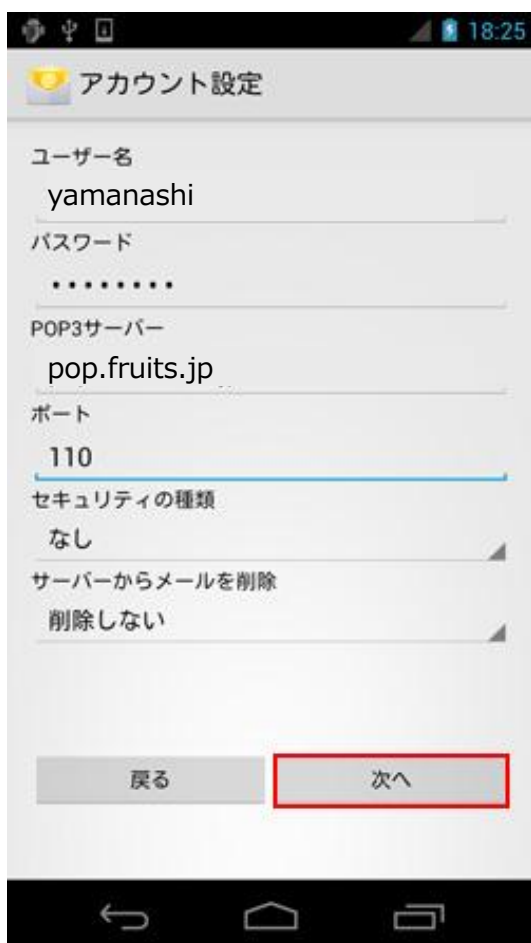 18:25
アカウント設定
ユーザー名
yamanashi
パスワード
••••••••
POP3サーバー
pop.fruits.jp
ポート
110
セキュリティの種類
なし
サーバーからメールを削除
削除しない
戻る
次へ